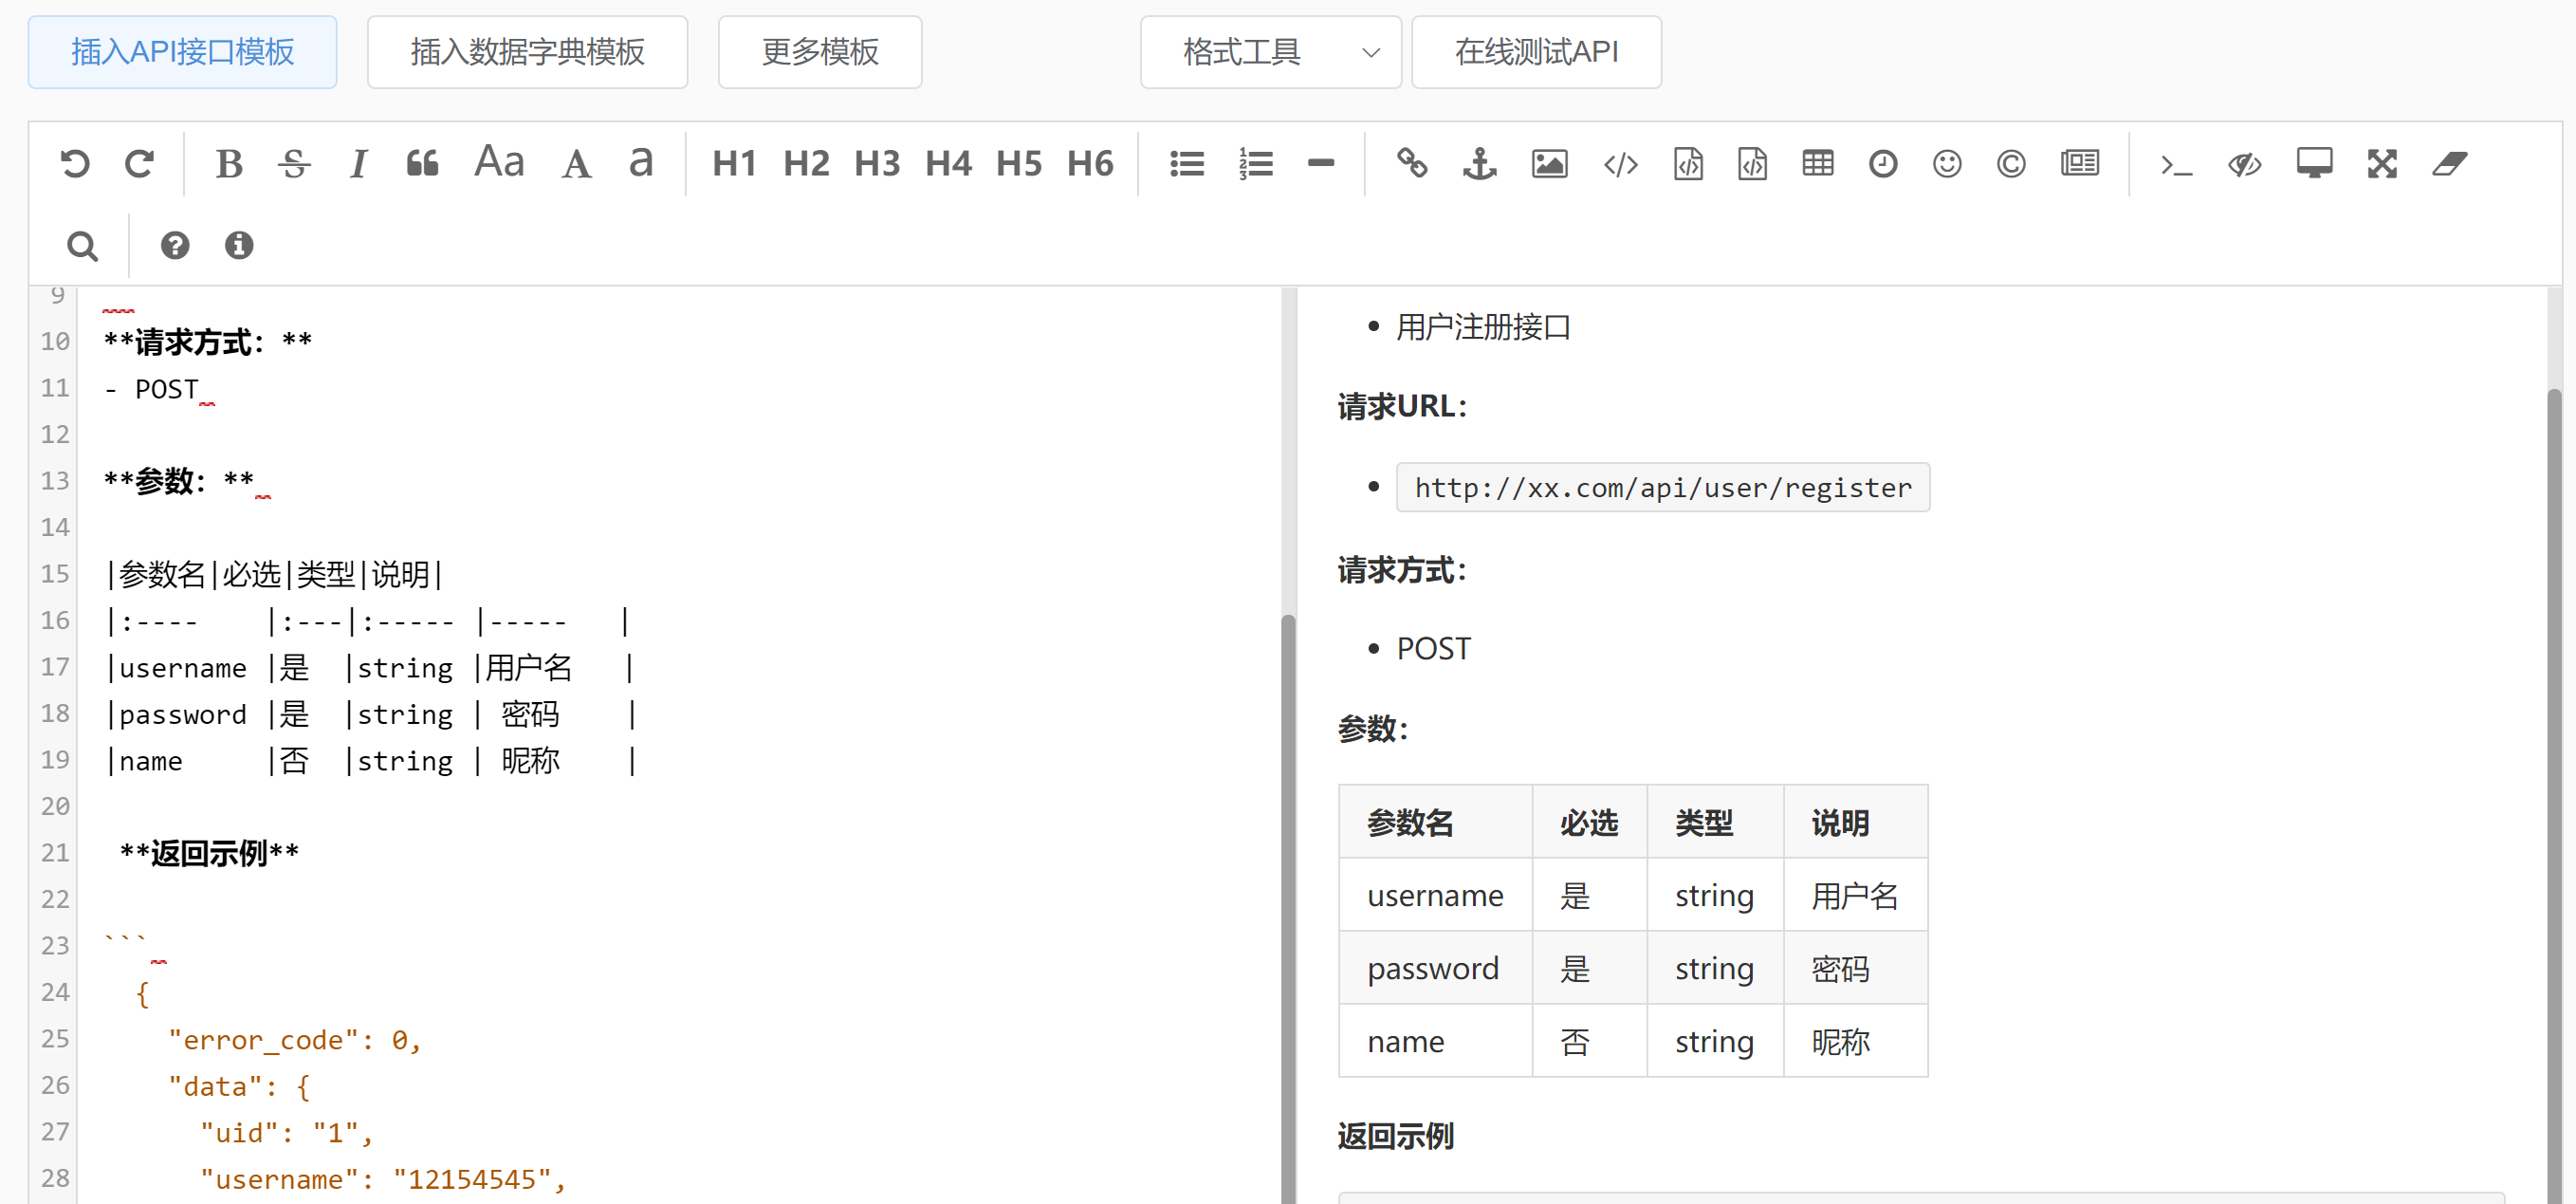 插入API接口模板 插入数据字典模板 更多模板 格式工具 在线测试API
B S I Aa A a H1 H2 H3 H4 H5 H6
9
10 **请求方式：**
11 - POST
12
13 **参数：**
14
15 |参数名|必选|类型|说明|
16 |:---- |:---|:----- |----- |
17 |username |是 |string |用户名 |
18 |password |是 |string | 密码 |
19 |name |否 |string | 昵称 |
20
21 **返回示例**
22
23 ```
24 {
25 "error_code": 0,
26 "data": {
27 "uid": "1",
28 "username": "12154545",
用户注册接口
请求URL：
http://xx.com/api/user/register
请求方式：
POST
参数：
参数名 必选 类型 说明
username 是 string 用户名
password 是 string 密码
name 否 string 昵称
返回示例